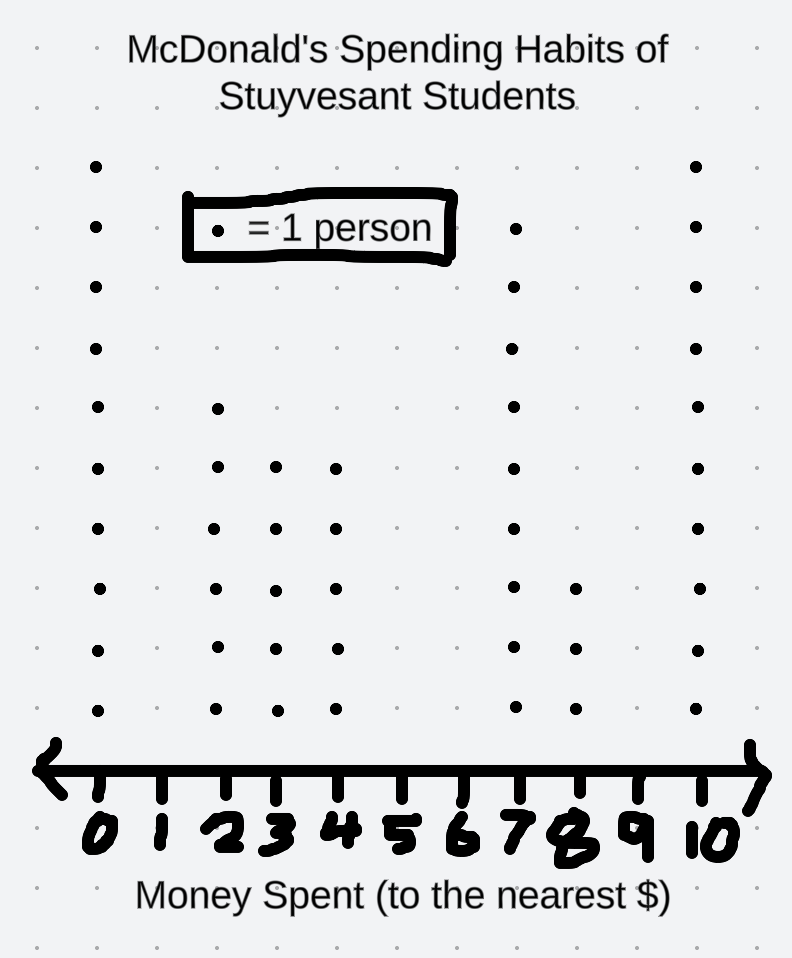 McDonald's Spending Habits of
Stuyvesant Students
= 1 person
0 1 2 3 4 5 6 7 8 9 10
Money Spent (to the nearest $)